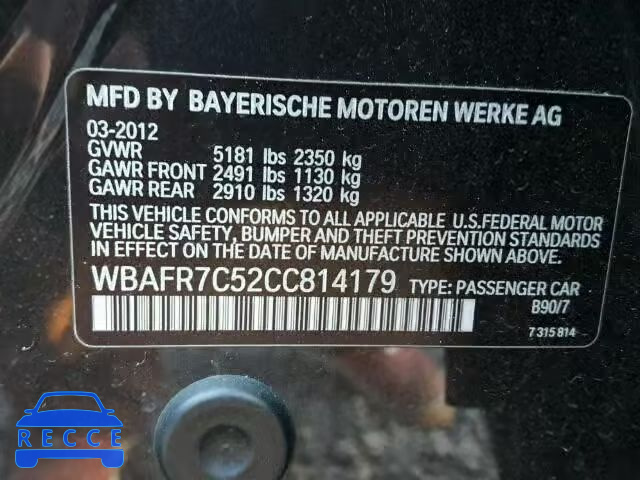 MFD BY BAYERISCHE MOTOREN WERKE AG
03-2012
GVWR 5181 lbs 2350 kg
GAWR FRONT 2491 lbs 1130 kg
GAWR REAR 2910 lbs 1320 kg
THIS VEHICLE CONFORMS TO ALL APPLICABLE U.S.FEDERAL MOTOR
VEHICLE SAFETY, BUMPER AND THEFT PREVENTION STANDARDS
IN EFFECT ON THE DATE OF MANUFACTURE SHOWN ABOVE.
WBAFR7C52CC814179 TYPE: PASSENGER CAR
B90/7
7 315 814
RECCE